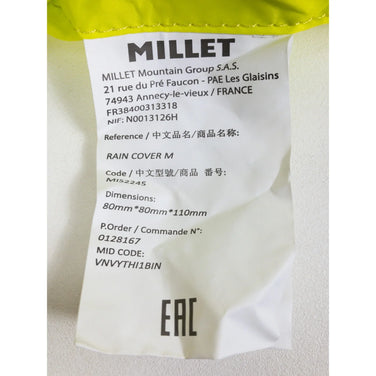 MILLET
MILLET Mountain Group S.A.S.
21 rue du Pré Faucon - PAE Les Glaisins
74943 Annecy-le-vieux / FRANCE
FR38400313318
NIF: N0013126H
Reference / 中文品名/商品名称:
RAIN COVER M
Code / 中文型號/商品 番号:
MIS2245
Dimensions:
80mm*80mm*110mm
P.Order / Commande N°:
0128167
MID CODE:
VNVYTHI1BIN
EAC